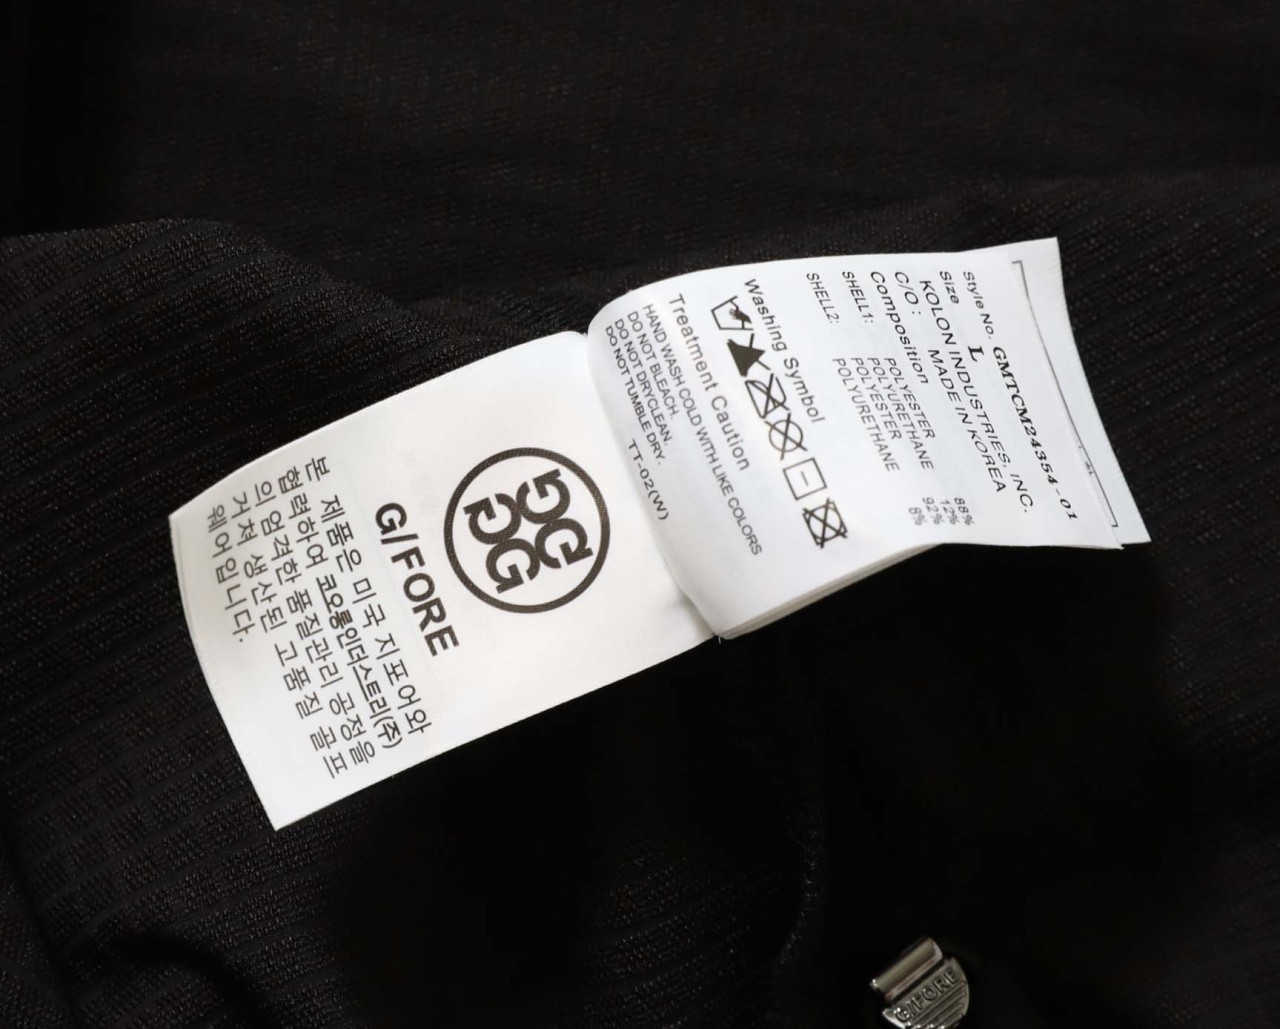 Style No. GMTCM24354-01
Size L
KOLON INDUSTRIES, INC.
C/O : MADE IN KOREA
Composition
SHELL1: POLYESTER 88%
POLYURETHANE 12%
SHELL2: POLYESTER 92%
POLYURETHANE 8%
Washing Symbol
Treatment Caution
HAND WASH COLD WITH LIKE COLORS
DO NOT BLEACH.
DO NOT DRYCLEAN.
DO NOT TUMBLE DRY.
TT-02(W)
G/FORE
본 제품은 미국 지포어와
협력하여 코오롱인더스트리(주)
의 엄격한 품질관리 공정을
거쳐 생산된 고품질 골프
웨어입니다.
G/FORE